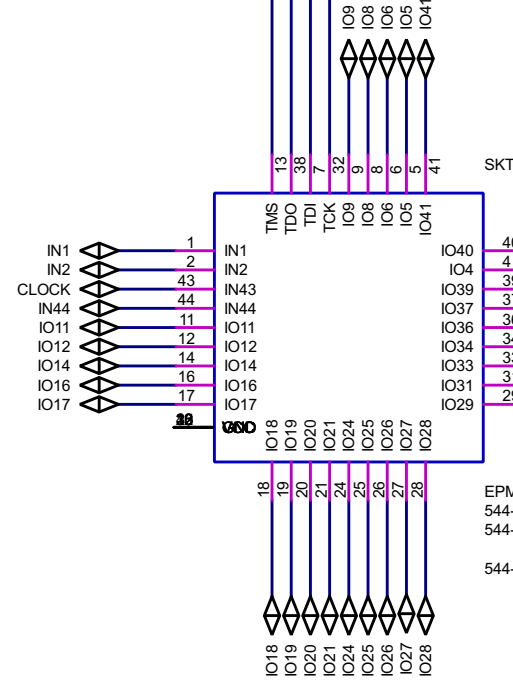 IO9 IO8 IO6 IO5 IO41
13 38 7 32 9 8 6 5 41
SKT
TMS TDO TDI TCK IO9 IO8 IO6 IO5 IO41
IN1 1 IN1 IO40
IN2 2 IN2 IO4 4
CLOCK 43 IN43 IO39
IN44 44 IN44 IO37
IO11 11 IO11 IO36
IO12 12 IO12 IO34
IO14 14 IO14 IO33
IO16 16 IO16 IO31
IO17 17 IO17 IO29
IO18 IO19 IO20 IO21 IO24 IO25 IO26 IO27 IO28
18 19 20 21 24 25 26 27 28
EPM
544-
544-
544-
IO18 IO19 IO20 IO21 IO24 IO25 IO26 IO27 IO28